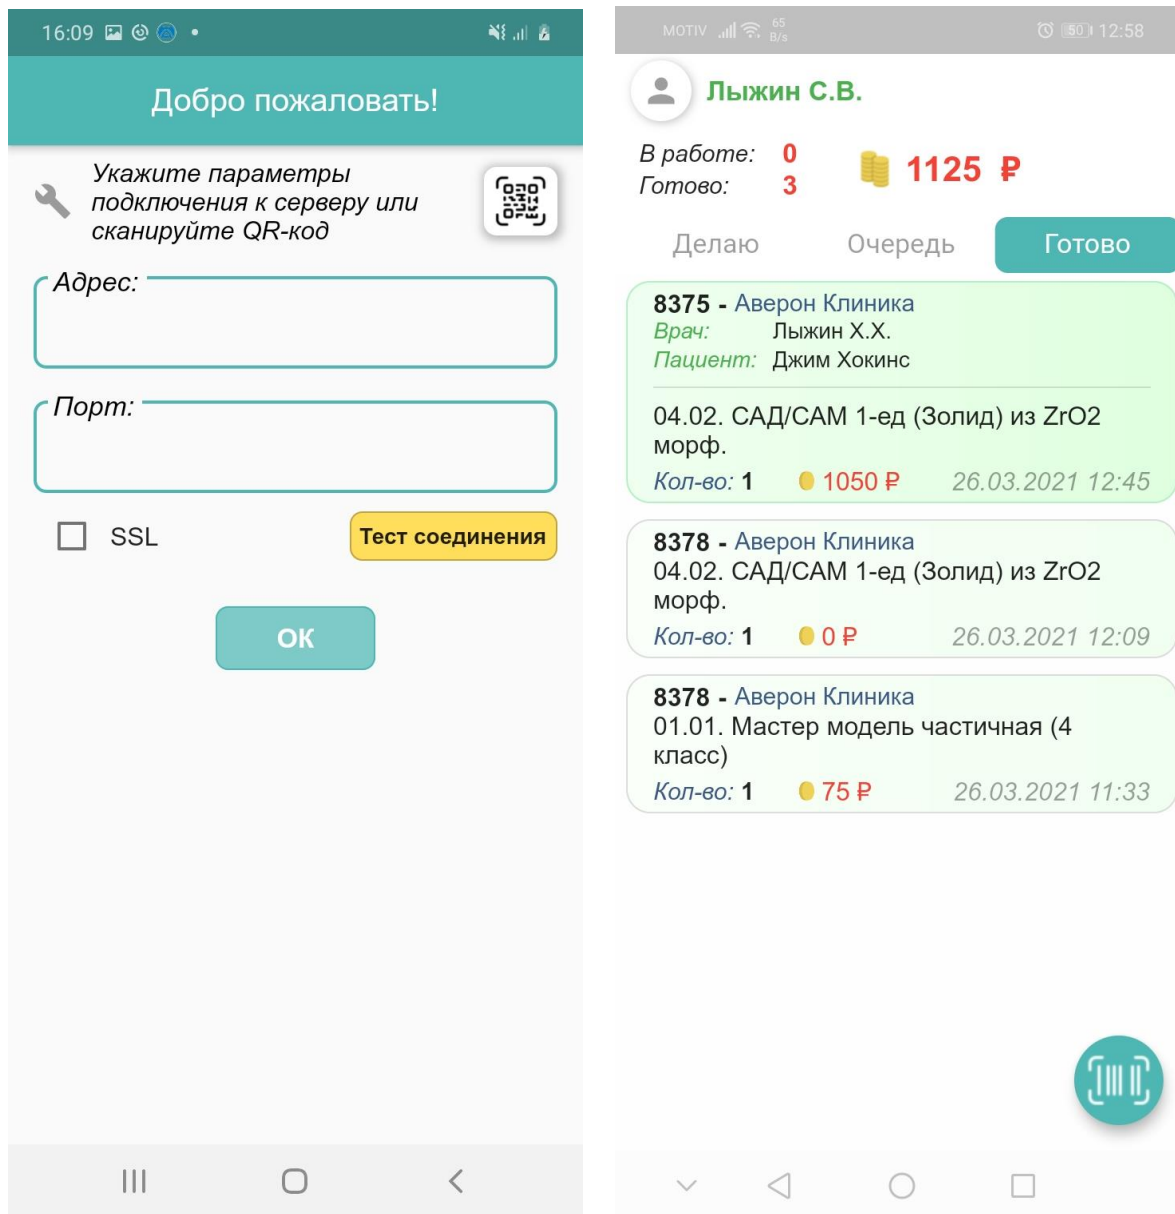 16:09
Добро пожаловать!
Укажите параметры
подключения к серверу или
сканируйте QR-код
Адрес:
Порт:
SSL
Тест соединения
ОК
MOTIV 65 B/s 50 12:58
Лыжин С.В.
В работе: 0
Готово: 3
1125 ₽
Делаю Очередь Готово
8375 - Аверон Клиника
Врач: Лыжин Х.Х.
Пациент: Джим Хокинс
04.02. САД/САМ 1-ед (Золид) из ZrO2
морф.
Кол-во: 1 1050 ₽ 26.03.2021 12:45
8378 - Аверон Клиника
04.02. САД/САМ 1-ед (Золид) из ZrO2
морф.
Кол-во: 1 0 ₽ 26.03.2021 12:09
8378 - Аверон Клиника
01.01. Мастер модель частичная (4
класс)
Кол-во: 1 75 ₽ 26.03.2021 11:33